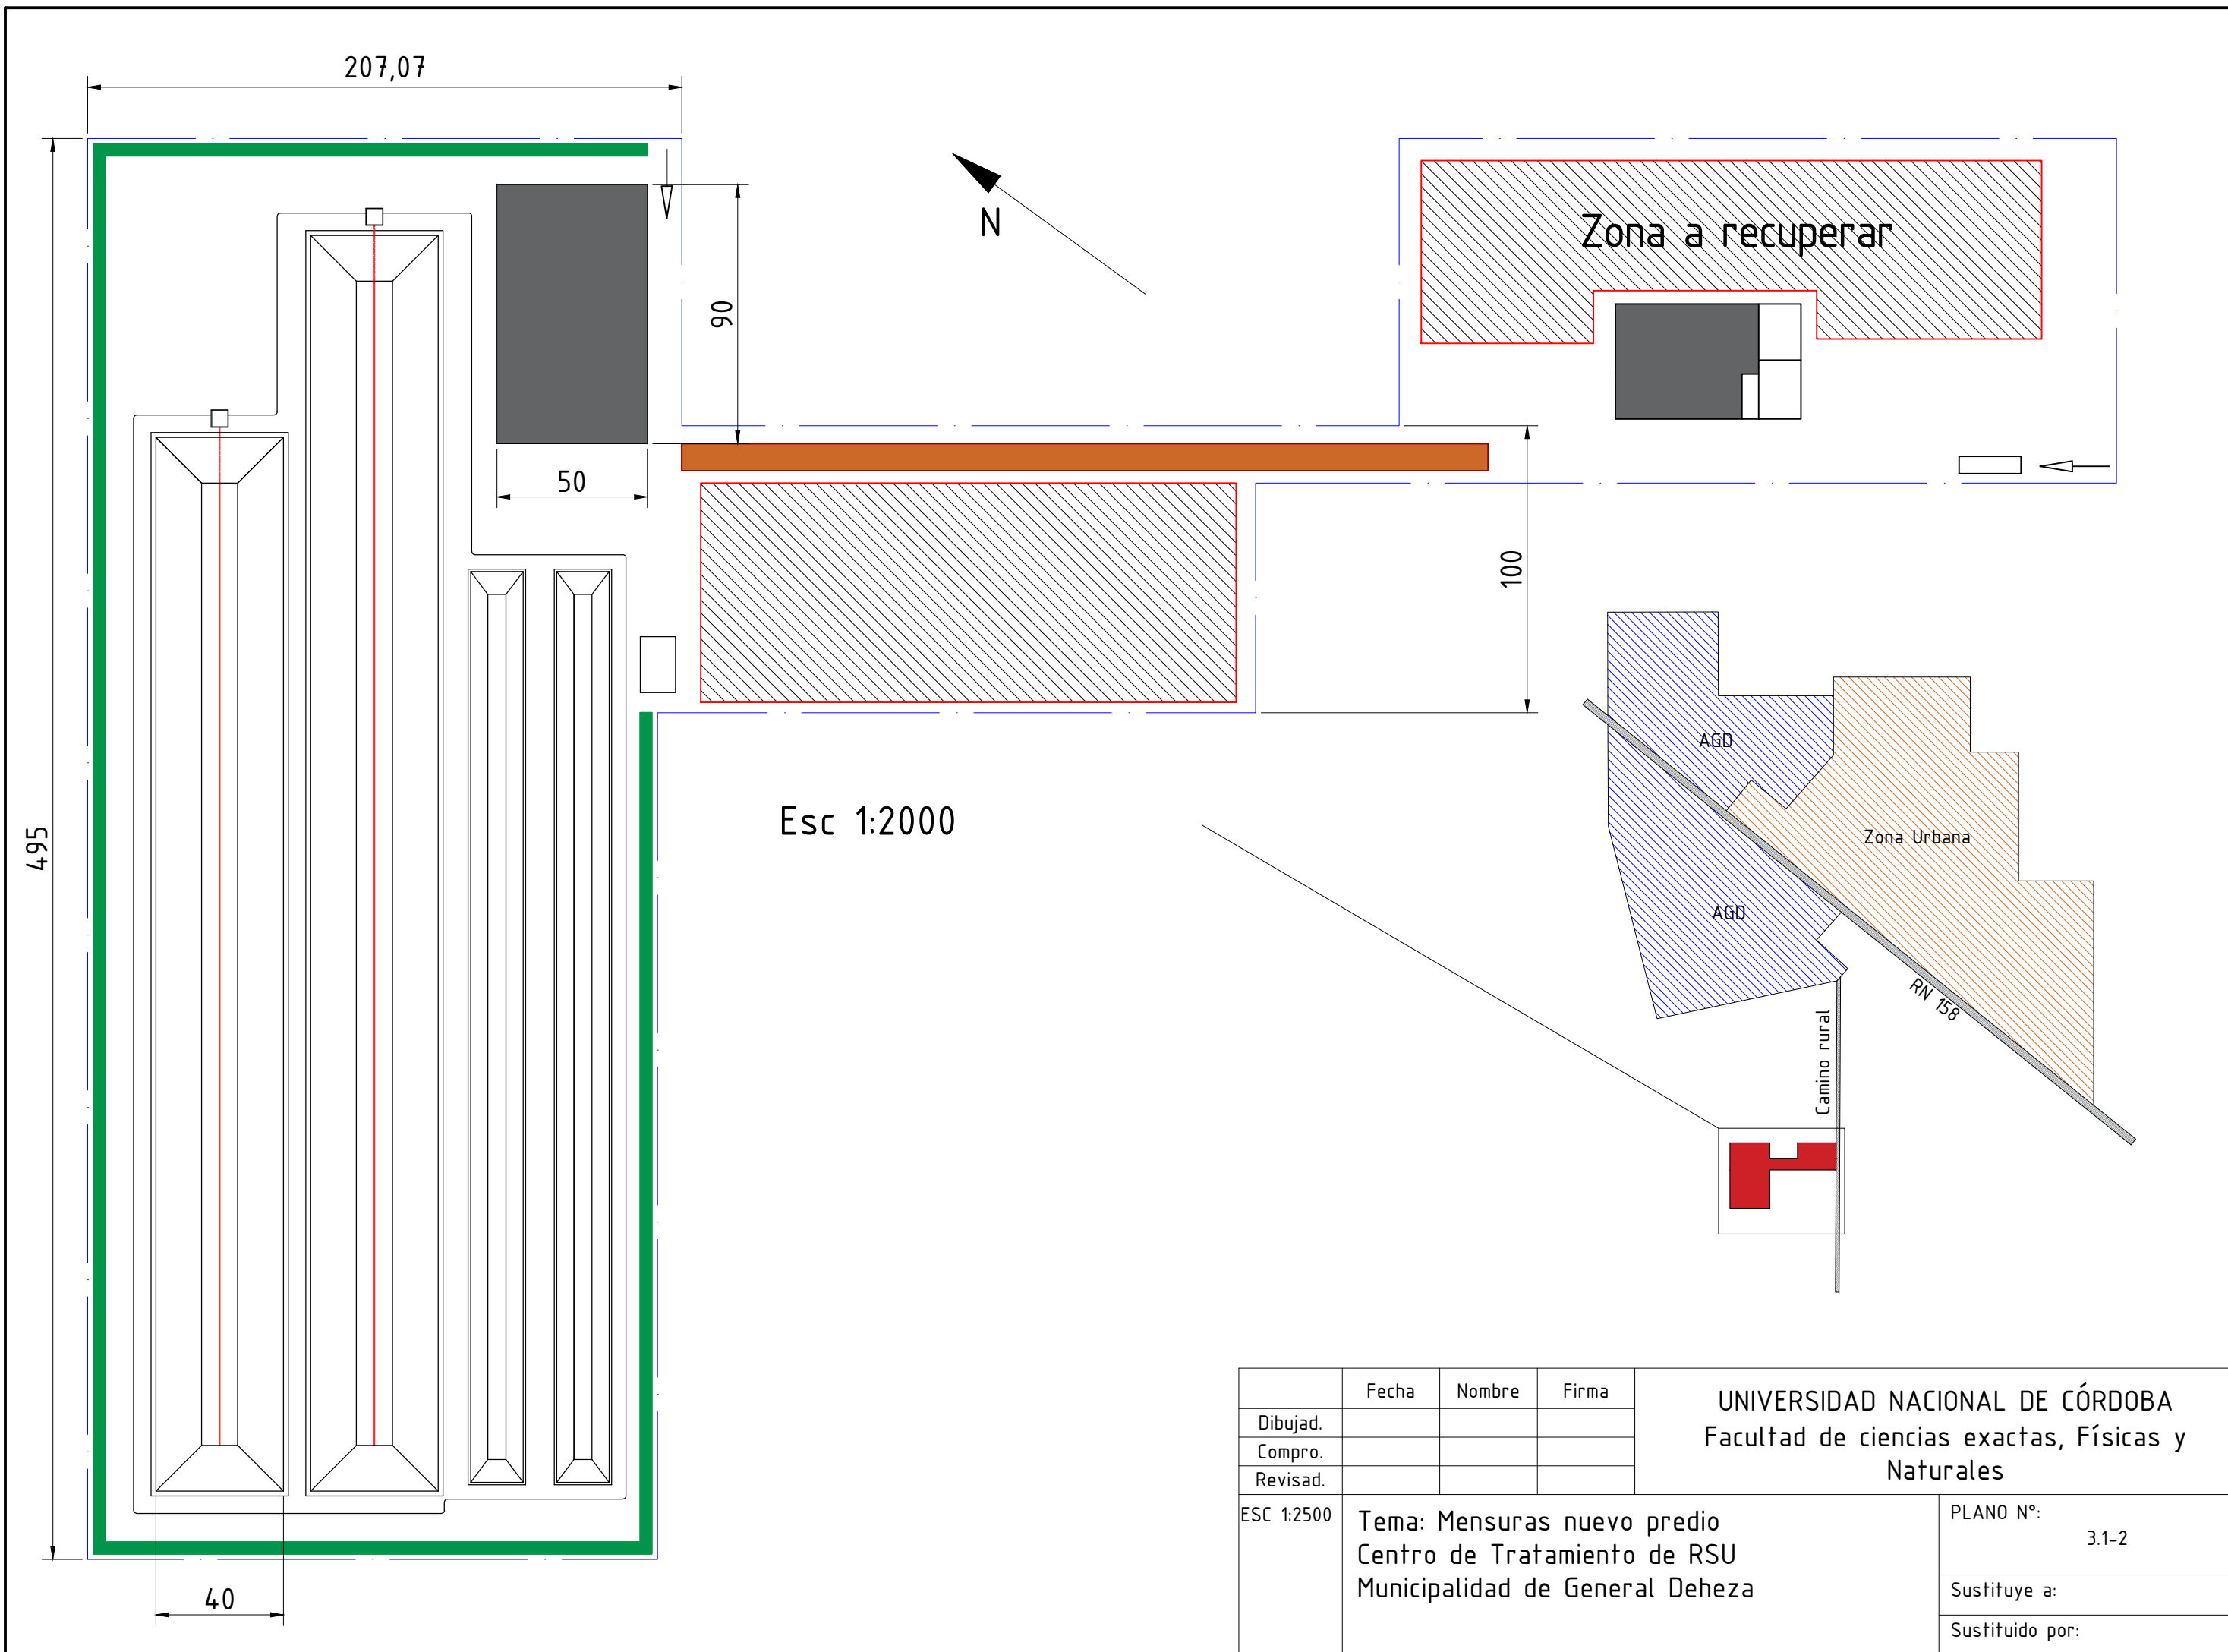 207,07
495
90
50
N
Zona a recuperar
100
Esc 1:2000
AGD
Zona Urbana
AGD
RN 158
Camino rural
40
Fecha
Nombre
Firma
Dibujad.
Compro.
Revisad.
UNIVERSIDAD NACIONAL DE CÓRDOBA
Facultad de ciencias exactas, Físicas y
Naturales
ESC 1:2500
Tema: Mensuras nuevo predio
Centro de Tratamiento de RSU
Municipalidad de General Deheza
PLANO N°:
3.1-2
Sustituye a:
Sustituido por: